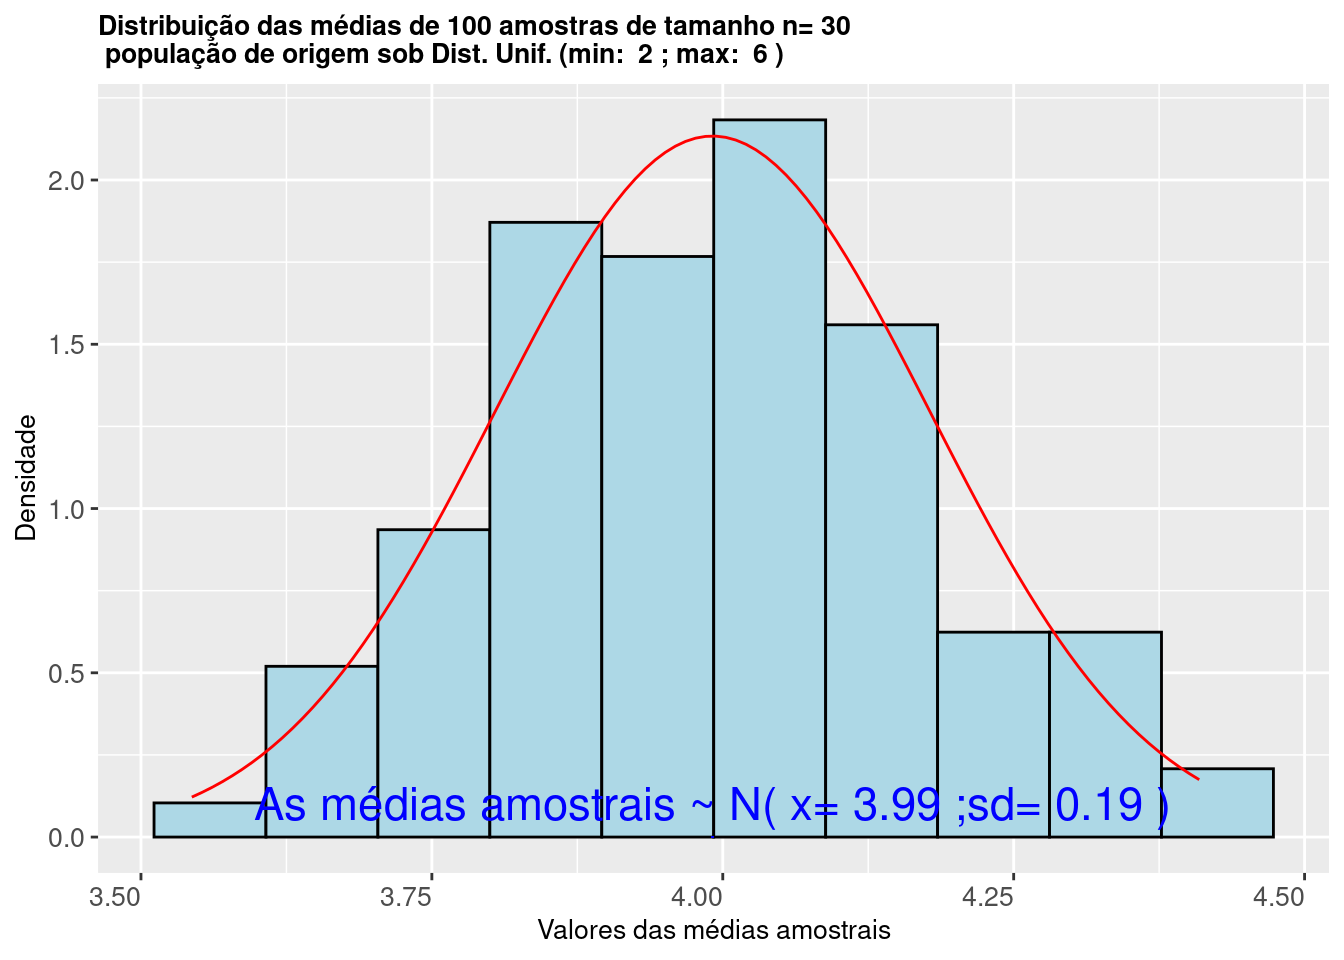 Distribuição das médias de 100 amostras de tamanho n= 30
população de origem sob Dist. Unif. (min:  2 ; max:  6 )
Densidade
2.0
1.5
1.0
0.5
0.0
As médias amostrais ~ N( x= 3.99 ;sd= 0.19 )
3.50 3.75 4.00 4.25 4.50
Valores das médias amostrais